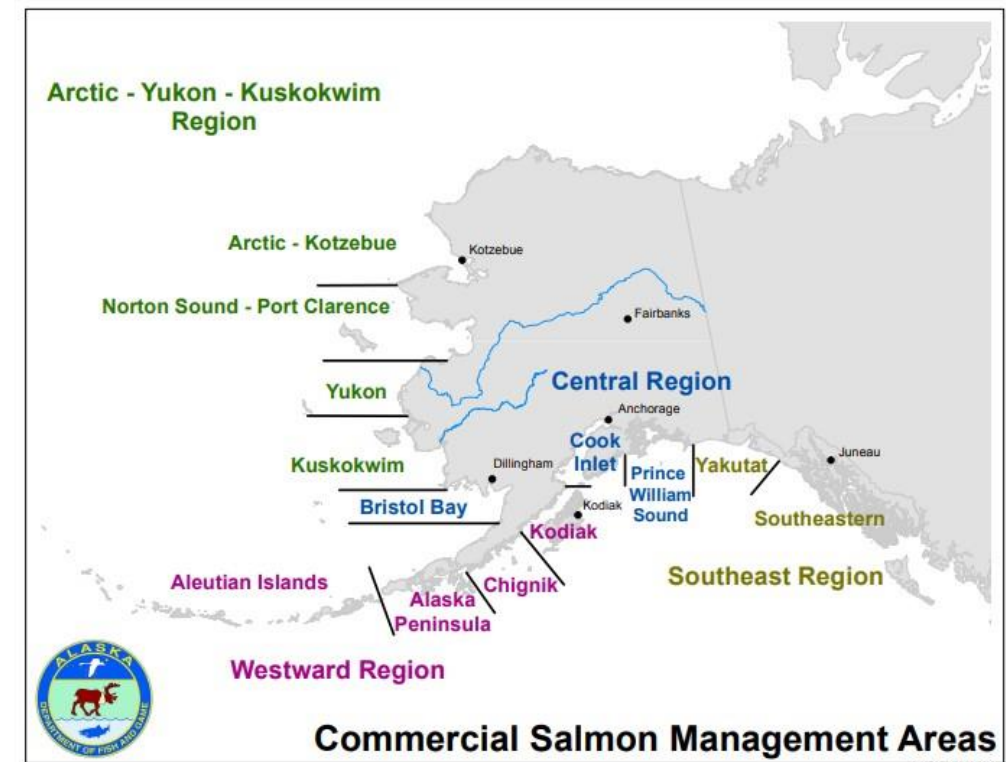 Arctic - Yukon - Kuskokwim
Region
Arctic - Kotzebue
Kotzebue
Norton Sound - Port Clarence
Fairbanks
Yukon
Central Region
Anchorage
Cook
Inlet
Kuskokwim
Dillingham
Prince
William
Sound
Yakutat
Juneau
Bristol Bay
Kodiak
Kodiak
Southeastern
Aleutian Islands
Chignik
Southeast Region
Alaska
Peninsula
Westward Region
ALASKA
DEPARTMENT OF FISH AND GAME
Commercial Salmon Management Areas